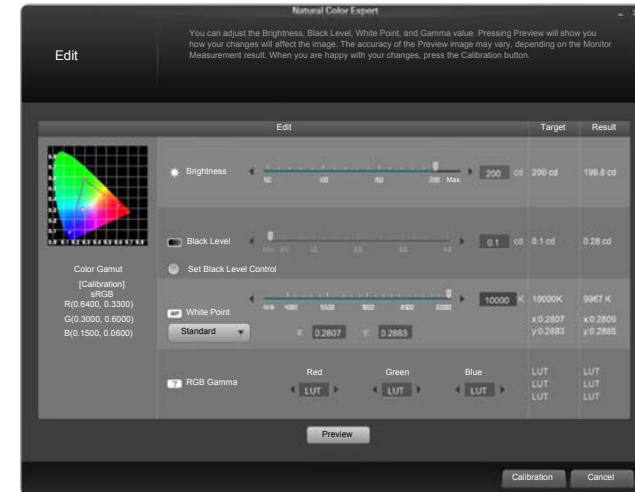 Natural Color Expert
Edit
You can adjust the Brightness, Black Level, White Point, and Gamma value. Pressing Preview will show you
how your changes will affect the image. The accuracy of the Preview image may vary, depending on the Monitor
Measurement result. When you are happy with your changes, press the Calibration button.
Edit Target Result
Brightness 50 100 150 200 Max. 200 cd 200 cd 199.8 cd
Black Level 0.1 cd 0.1 cd 0.28 cd
Set Black Level Control
Color Gamut
[Calibration]
sRGB
R(0.6400, 0.3300)
G(0.3000, 0.6000)
B(0.1500, 0.0600)
White Point 10000 K 10000K 9967 K
Standard x: 0.2807 y: 0.2883 x:0.2807 x:0.2809
y:0.2883 y:0.2885
Red Green Blue
RGB Gamma LUT LUT LUT
LUT LUT
LUT LUT
LUT LUT
Preview
Calibration Cancel